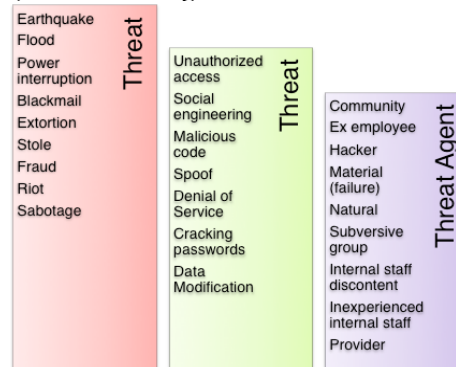 Earthquake
Flood
Power
interruption
Blackmail
Extortion
Stole
Fraud
Riot
Sabotage
Threat
Unauthorized
access
Social
engineering
Malicious
code
Spoof
Denial of
Service
Cracking
passwords
Data
Modification
Threat
Community
Ex employee
Hacker
Material
(failure)
Natural
Subversive
group
Internal staff
discontent
Inexperienced
internal staff
Provider
Threat Agent